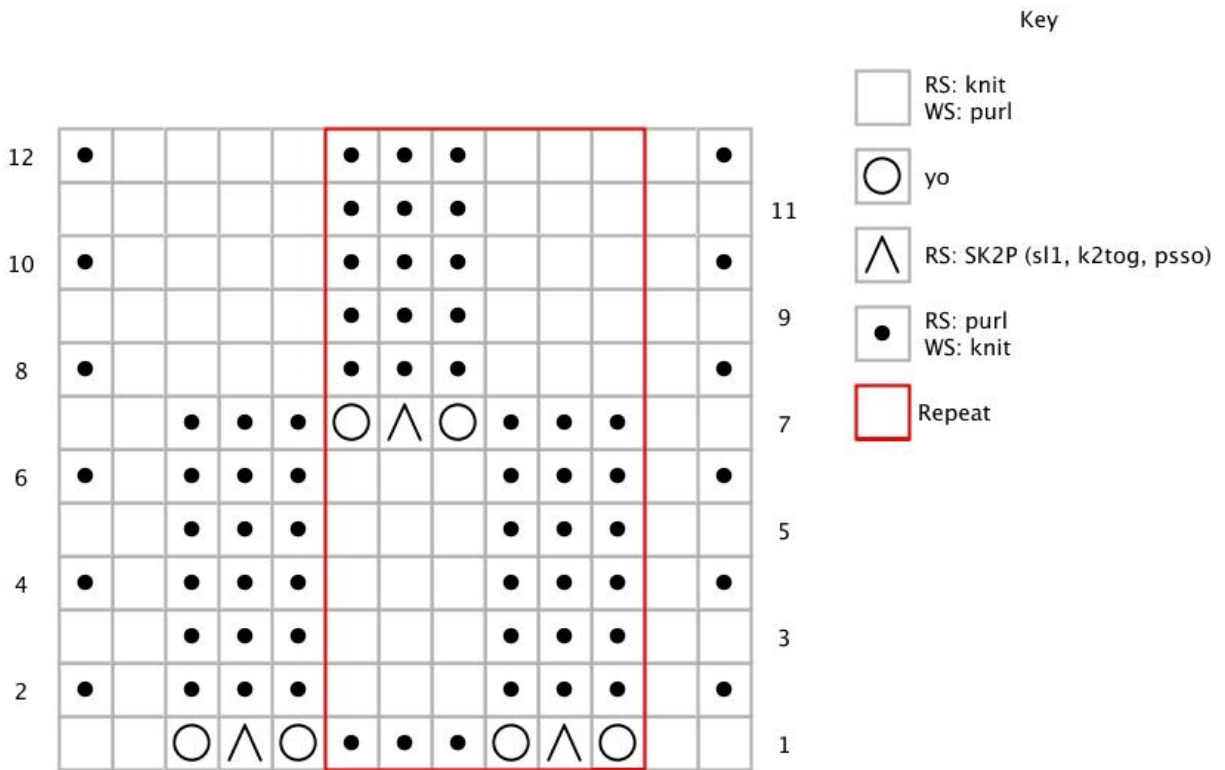 Key
RS: knit
WS: purl
yo
RS: SK2P (sl1, k2tog, psso)
RS: purl
WS: knit
Repeat
12
11
10
9
8
7
6
5
4
3
2
1